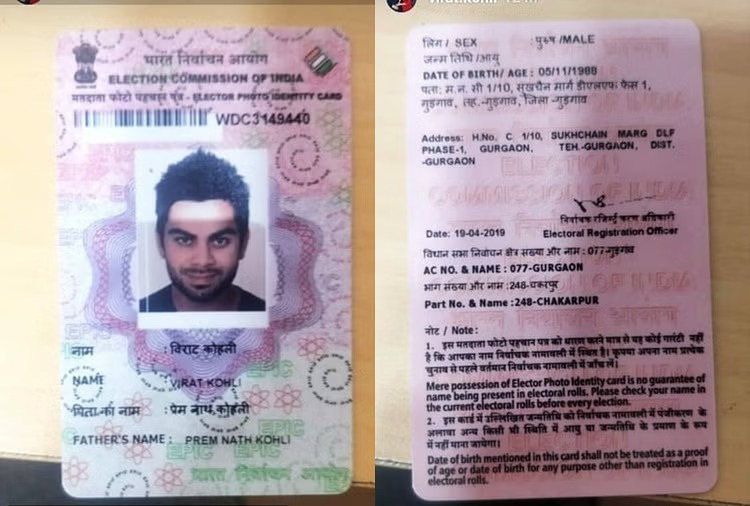 भारत निर्वाचन आयोग
ELECTION COMMISSION OF INDIA
मतदाता फोटो पहचान पत्र - ELECTOR PHOTO IDENTITY CARD
WDC3149440
नाम : विराट कोहली
NAME : VIRAT KOHLI
पिता का नाम : प्रेम नाथ कोहली
FATHER'S NAME : PREM NATH KOHLI
EPIC
EPIC EPIC
भारत निर्वाचन आयोग
virat.kohli
लिंग / SEX : पुरूष /MALE
जन्म तिथि /आयु
DATE OF BIRTH/ AGE : 05/11/1988
पता: म.न. सी 1/10, सुखचैन मार्ग डीएलएफ फेस 1,
गुड़गांव, तह.-गुड़गांव, जिला -गुड़गांव
Address: H.No. C 1/10, SUKHCHAIN MARG DLF
PHASE-1, GURGAON, TEH.-GURGAON, DIST.
-GURGAON
ELECTION
COMMISSION OF INDIA
निर्वाचक रजिस्ट्रीकरण अधिकारी
Date: 19-04-2019 Electoral Registration Officer
विधान सभा निर्वाचन क्षेत्र संख्या और नाम : 077-गुड़गांव
AC NO. & NAME : 077-GURGAON
भाग संख्या और नाम :248-चकरपुर
Part No. & Name :248-CHAKARPUR
नोट / Note :
1. इस मतदाता फोटो पहचान पत्र को धारण करने मात्र से यह कोई गारंटी नहीं
है कि आपका नाम निर्वाचक नामावली में स्थित है। कृपया अपना नाम प्रत्येक
चुनाव से पहले वर्तमान निर्वाचक नामावली में जाँच लें।
Mere possession of Elector Photo Identity card is no guarantee of
name being present in electoral rolls. Please check your name in
the current electoral rolls before every election.
2. इस कार्ड में उल्लिखित जन्मतिथि को निर्वाचक नामावली में पंजीकरण के
अलावा अन्य किसी भी स्थिति में आयु या जन्मतिथि के प्रमाण के रूप
में नहीं माना जायेगा।
Date of birth mentioned in this card shall not be treated as a proof
of age or date of birth for any purpose other than registration in
electoral rolls.